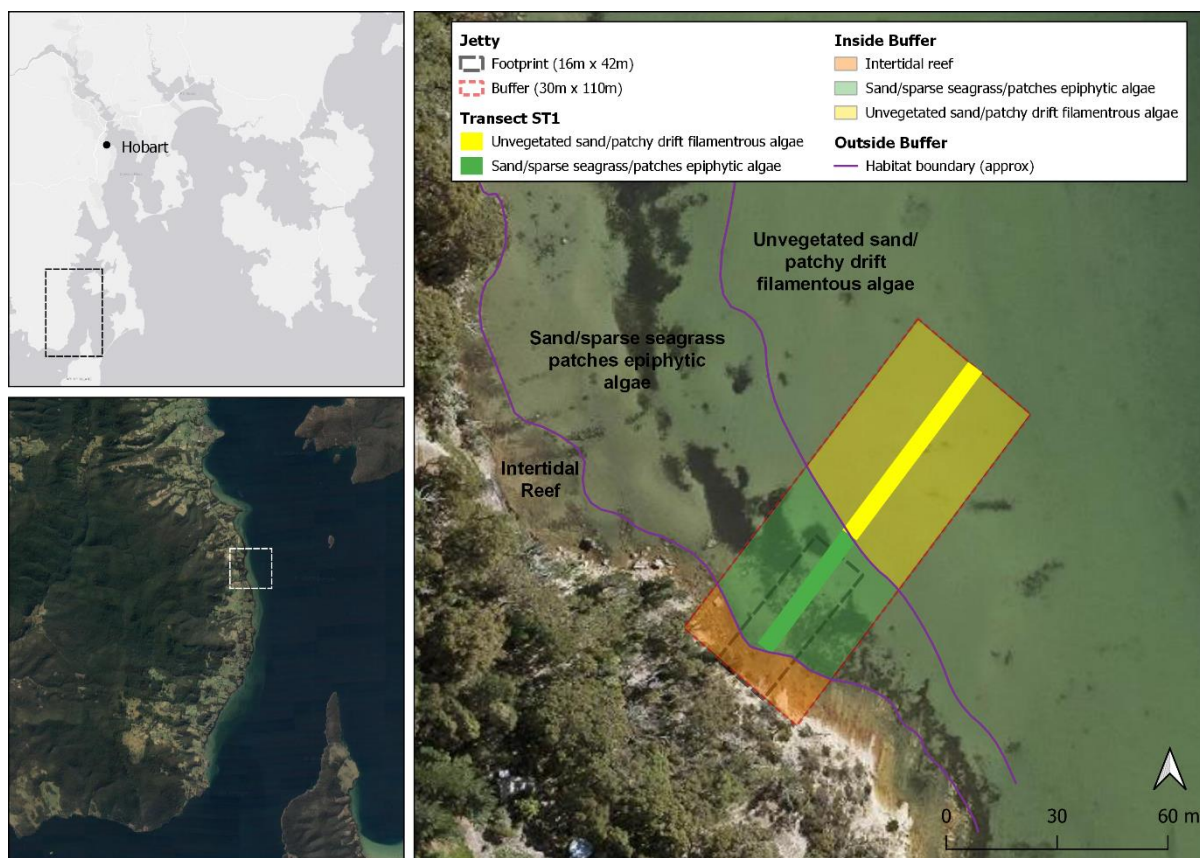 Hobart
Jetty
Footprint (16m x 42m)
Buffer (30m x 110m)
Transect ST1
Unvegetated sand/patchy drift filamentrous algae
Sand/sparse seagrass/patches epiphytic algae
Inside Buffer
Intertidal reef
Sand/sparse seagrass/patches epiphytic algae
Unvegetated sand/patchy drift filamentrous algae
Outside Buffer
Habitat boundary (approx)
Unvegetated sand/
patchy drift
filamentous algae
Sand/sparse seagrass
patches epiphytic
algae
Intertidal
Reef
0 30 60 m